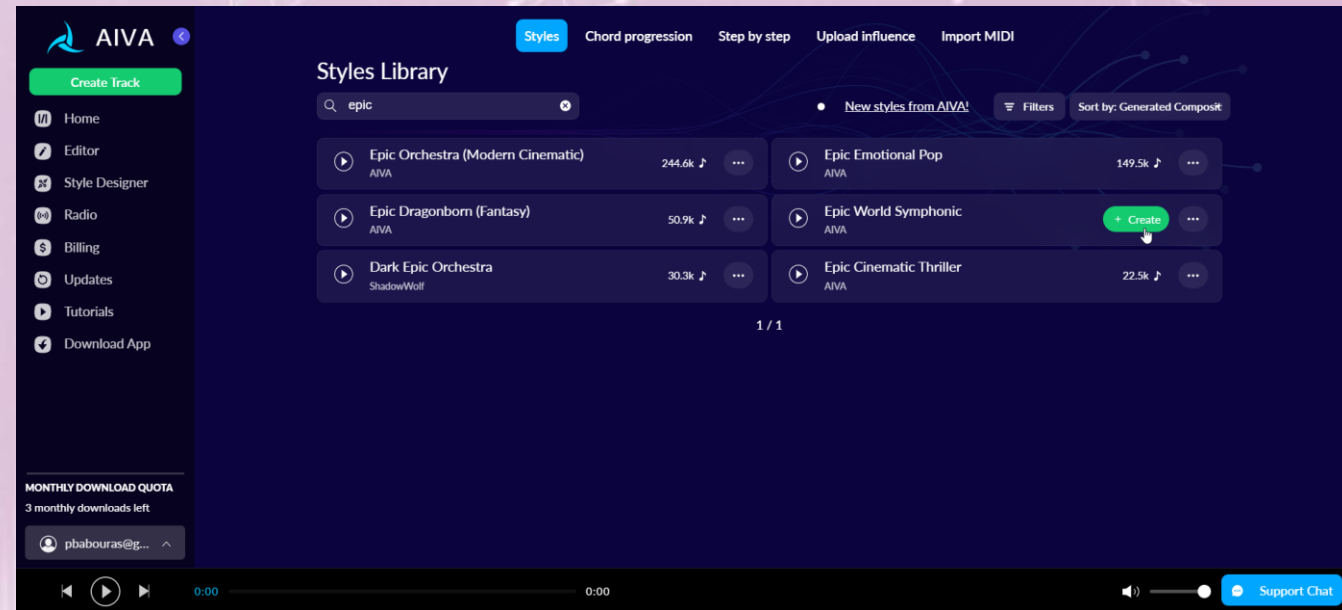 AIVA
Create Track
Home
Editor
Style Designer
Radio
Billing
Updates
Tutorials
Download App
MONTHLY DOWNLOAD QUOTA
3 monthly downloads left
pbabouras@g...
Styles Chord progression Step by step Upload influence Import MIDI
Styles Library
epic
New styles from AIVA! Filters Sort by: Generated Composit
Epic Orchestra (Modern Cinematic)
AIVA
244.6k
Epic Emotional Pop
AIVA
149.5k
Epic Dragonborn (Fantasy)
AIVA
50.9k
Epic World Symphonic
AIVA
+ Create
Dark Epic Orchestra
ShadowWolf
30.3k
Epic Cinematic Thriller
AIVA
22.5k
1 / 1
0:00 0:00
Support Chat